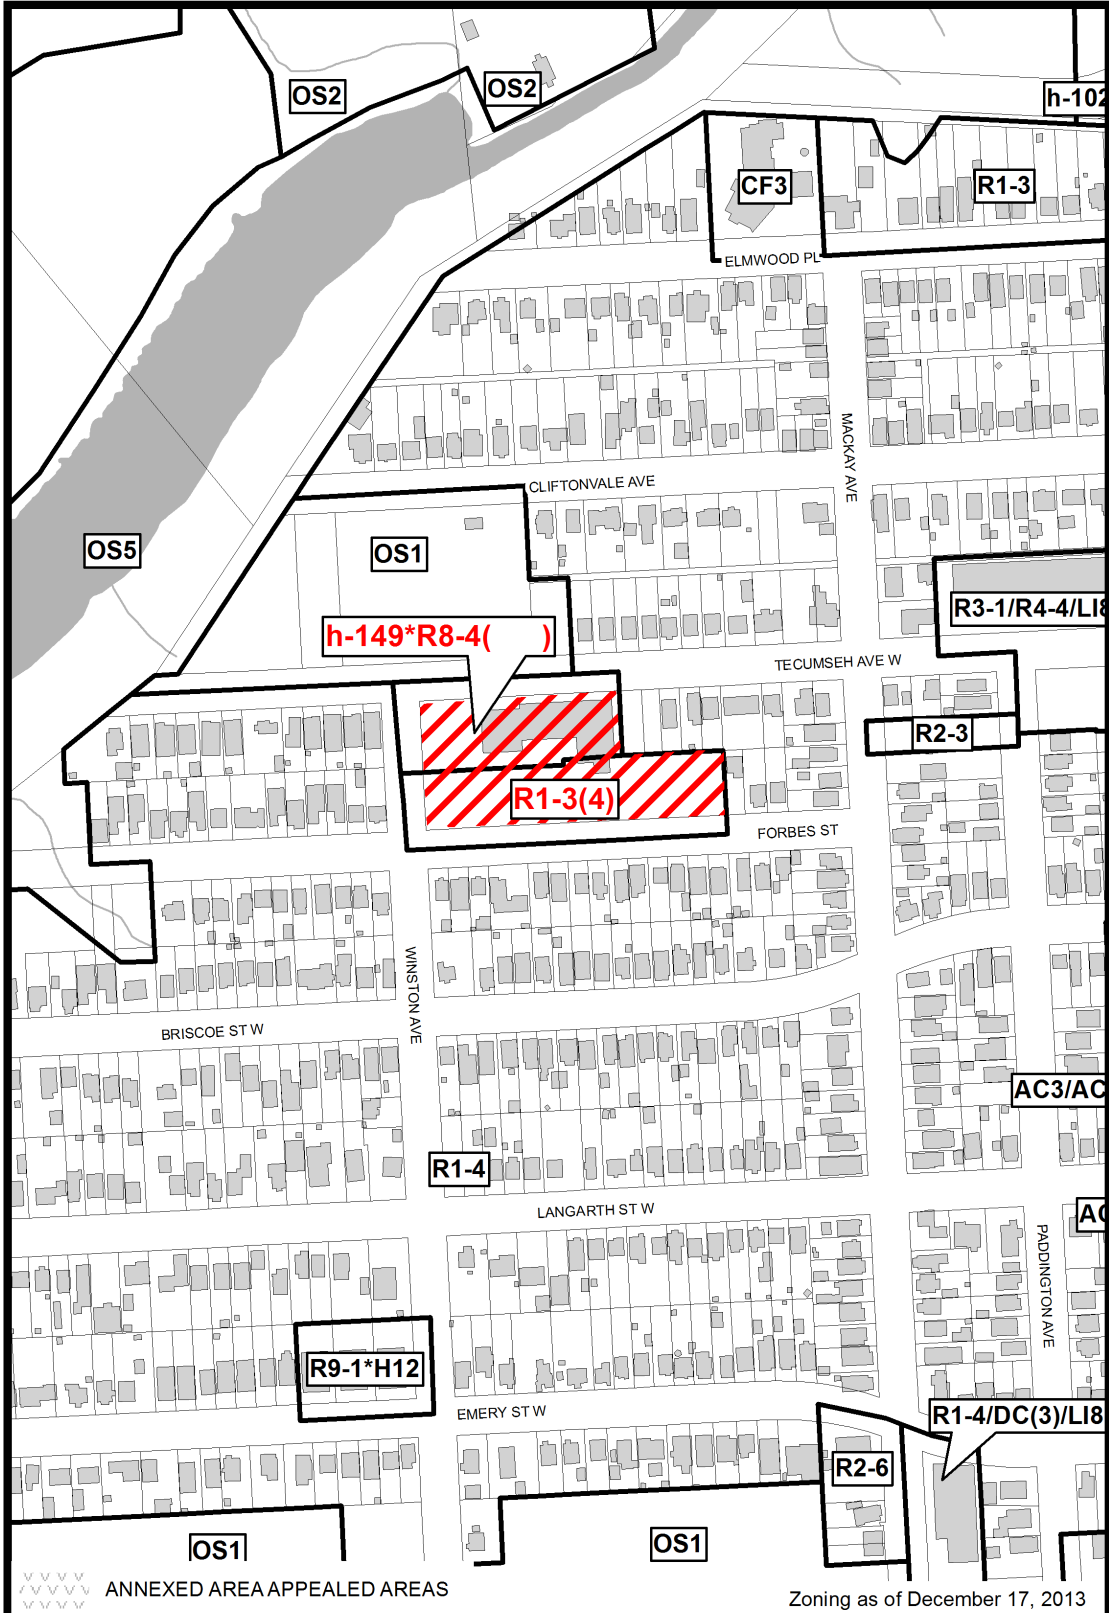 OS2
OS2
h-102
CF3
R1-3
ELMWOOD PL
MACKAY AVE
CLIFTONVALE AVE
OS5
OS1
R3-1/R4-4/LI8
h-149*R8-4( )
TECUMSEH AVE W
R2-3
R1-3(4)
FORBES ST
WINSTON AVE
BRISCOE ST W
AC3/AC
R1-4
LANGARTH ST W
AC
PADDINGTON AVE
R9-1*H12
EMERY ST W
R1-4/DC(3)/LI8
R2-6
OS1
OS1
ANNEXED AREA APPEALED AREAS
Zoning as of December 17, 2013